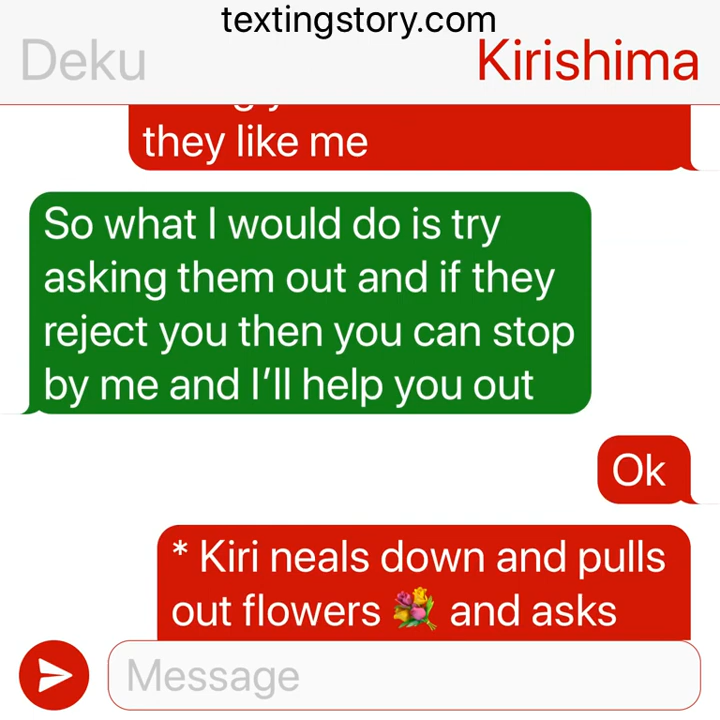 textingstory.com
Deku
Kirishima
they like me
So what I would do is try
asking them out and if they
reject you then you can stop
by me and I'll help you out
Ok
* Kiri neals down and pulls
out flowers 💐 and asks
Message